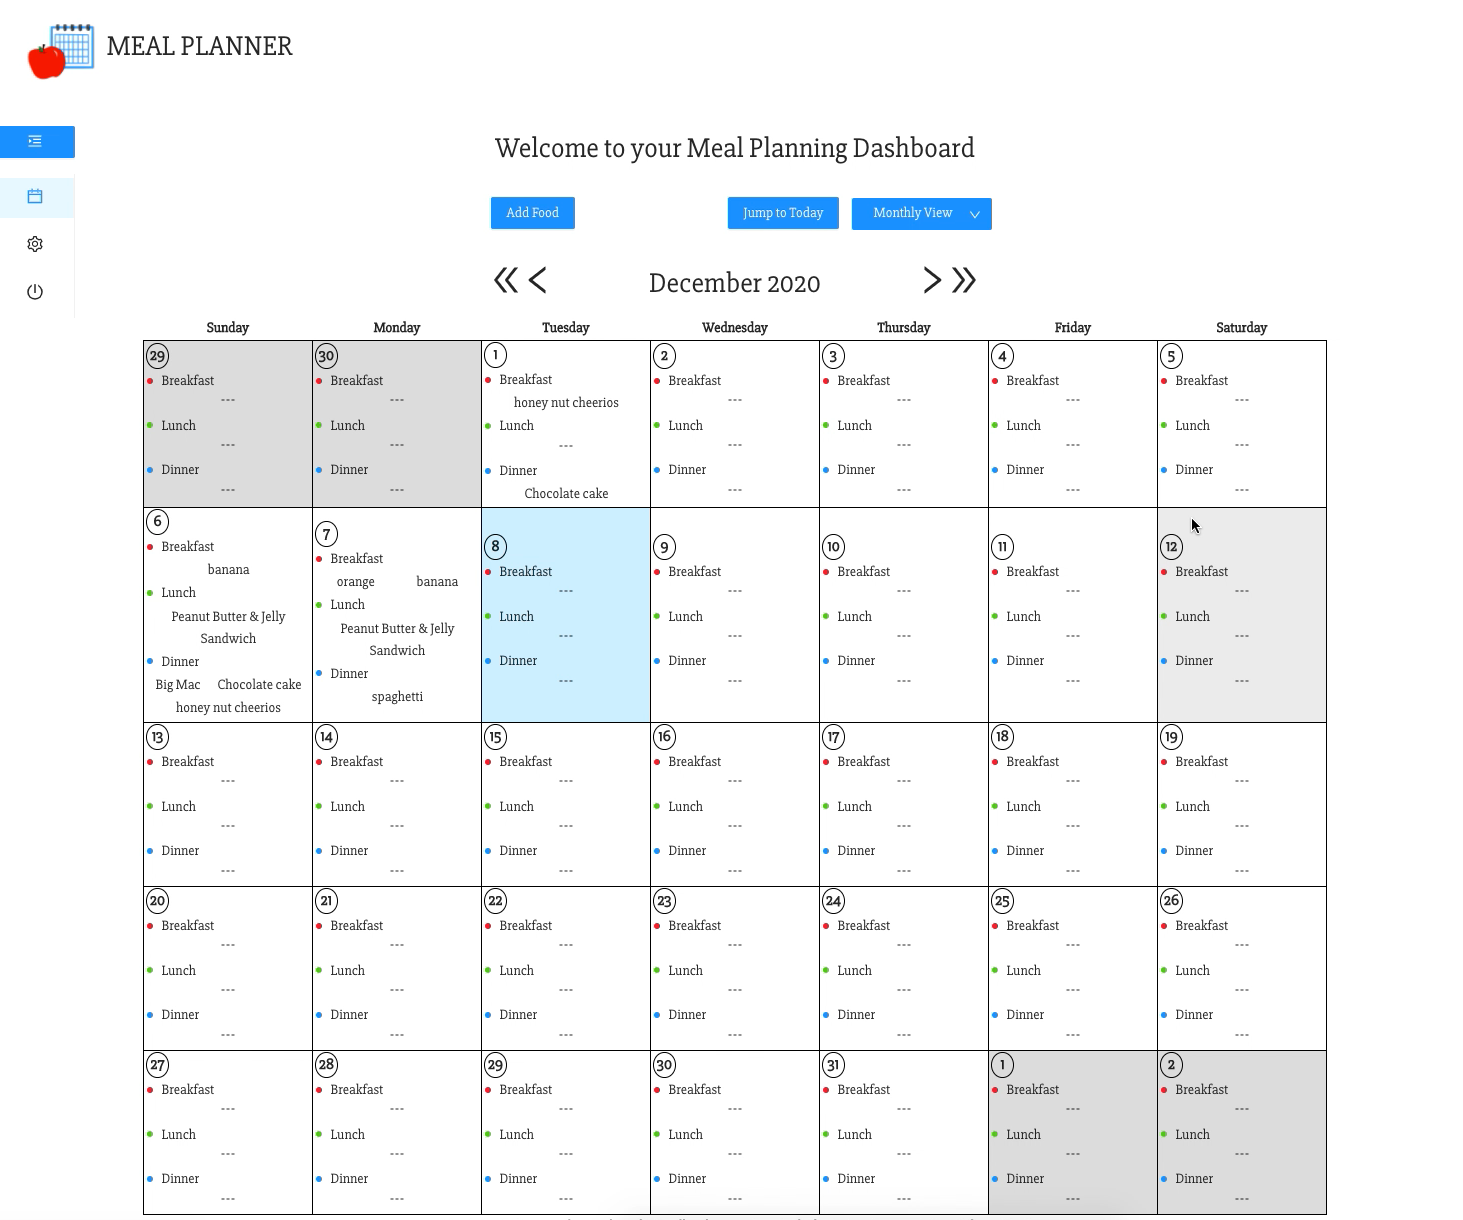 MEAL PLANNER
Welcome to your Meal Planning Dashboard
Add Food Jump to Today Monthly View
December 2020
Sunday Monday Tuesday Wednesday Thursday Friday Saturday
29 30 1 2 3 4 5
Breakfast Breakfast Breakfast Breakfast Breakfast Breakfast Breakfast
--- --- honey nut cheerios --- --- --- ---
Lunch Lunch Lunch Lunch Lunch Lunch Lunch
--- --- --- --- --- --- ---
Dinner Dinner Dinner Dinner Dinner Dinner Dinner
--- --- Chocolate cake --- --- --- ---
6
Breakfast
banana
Lunch
Peanut Butter & Jelly
Sandwich
Dinner
Big Mac Chocolate cake
honey nut cheerios
7
Breakfast
orange banana
Lunch
Peanut Butter & Jelly
Sandwich
Dinner
spaghetti
8 9 10 11 12
Breakfast Breakfast Breakfast Breakfast Breakfast
--- --- --- --- ---
Lunch Lunch Lunch Lunch Lunch
--- --- --- --- ---
Dinner Dinner Dinner Dinner Dinner
--- --- --- --- ---
13 14 15 16 17 18 19
Breakfast Breakfast Breakfast Breakfast Breakfast Breakfast Breakfast
--- --- --- --- --- --- ---
Lunch Lunch Lunch Lunch Lunch Lunch Lunch
--- --- --- --- --- --- ---
Dinner Dinner Dinner Dinner Dinner Dinner Dinner
--- --- --- --- --- --- ---
20 21 22 23 24 25 26
Breakfast Breakfast Breakfast Breakfast Breakfast Breakfast Breakfast
--- --- --- --- --- --- ---
Lunch Lunch Lunch Lunch Lunch Lunch Lunch
--- --- --- --- --- --- ---
Dinner Dinner Dinner Dinner Dinner Dinner Dinner
--- --- --- --- --- --- ---
27 28 29 30 31 1 2
Breakfast Breakfast Breakfast Breakfast Breakfast Breakfast Breakfast
--- --- --- --- --- --- ---
Lunch Lunch Lunch Lunch Lunch Lunch Lunch
--- --- --- --- --- --- ---
Dinner Dinner Dinner Dinner Dinner Dinner Dinner
--- --- --- --- --- --- ---